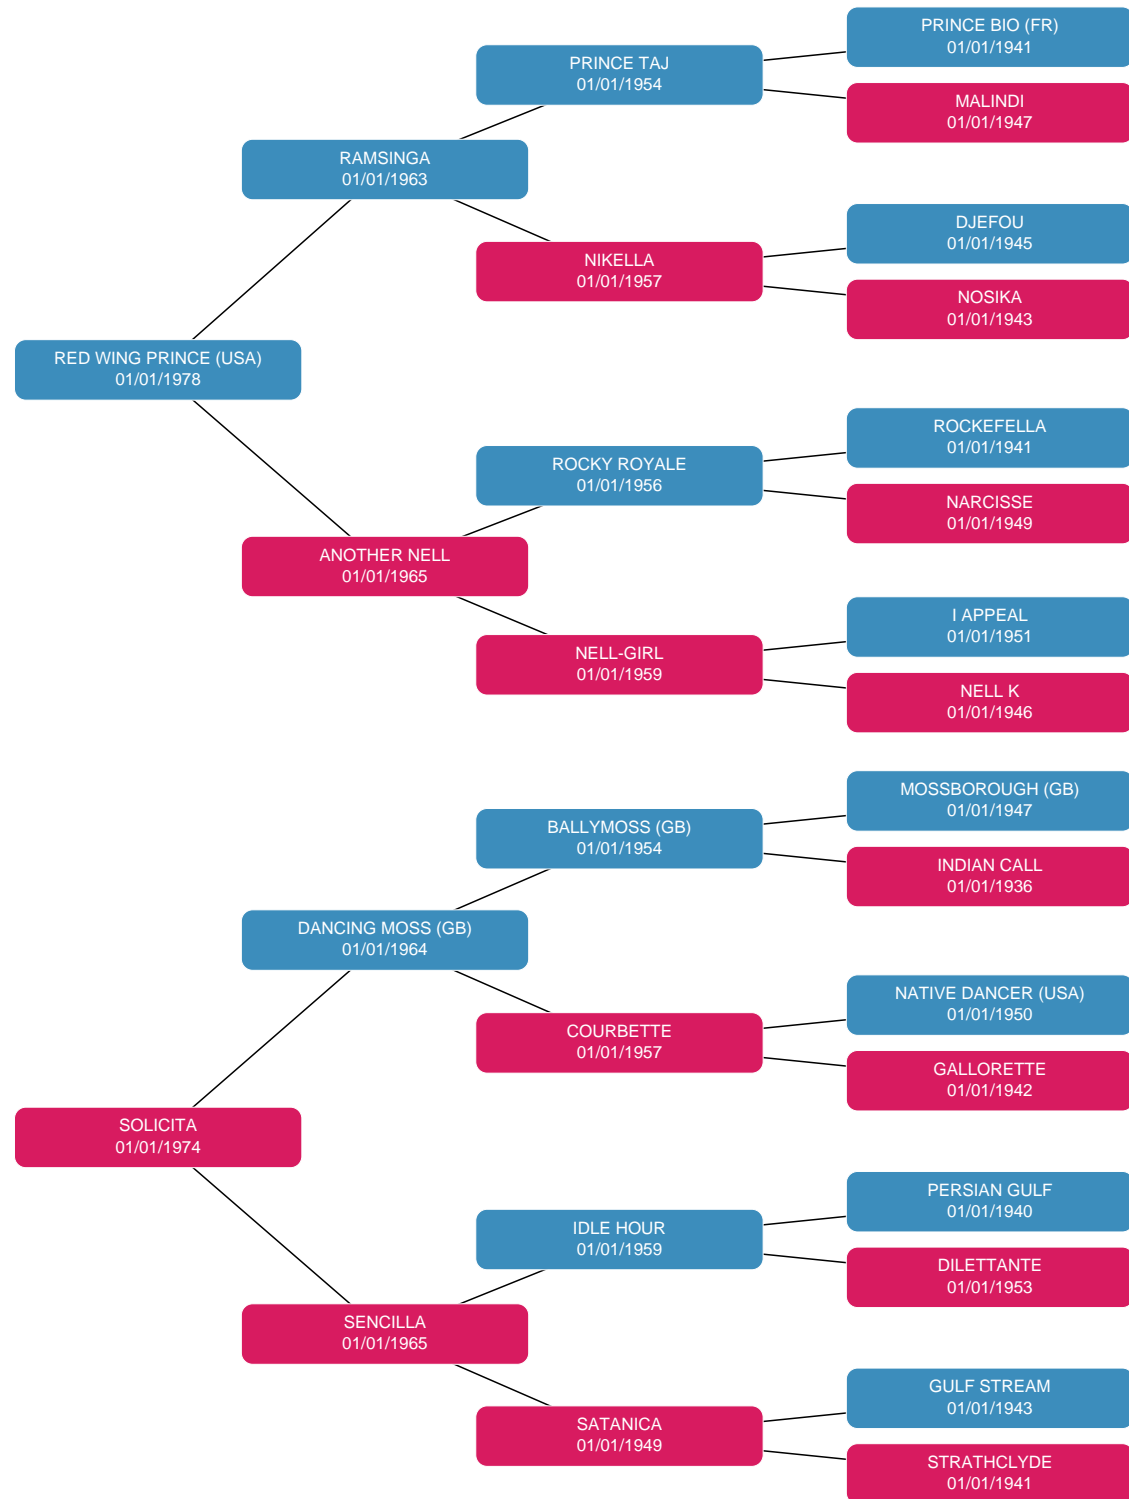 PRINCE BIO (FR)
01/01/1941
PRINCE TAJ
01/01/1954
MALINDI
01/01/1947
RAMSINGA
01/01/1963
DJEFOU
01/01/1945
NIKELLA
01/01/1957
NOSIKA
01/01/1943
RED WING PRINCE (USA)
01/01/1978
ROCKEFELLA
01/01/1941
ROCKY ROYALE
01/01/1956
NARCISSE
01/01/1949
ANOTHER NELL
01/01/1965
I APPEAL
01/01/1951
NELL-GIRL
01/01/1959
NELL K
01/01/1946
MOSSBOROUGH (GB)
01/01/1947
BALLYMOSS (GB)
01/01/1954
INDIAN CALL
01/01/1936
DANCING MOSS (GB)
01/01/1964
NATIVE DANCER (USA)
01/01/1950
COURBETTE
01/01/1957
GALLORETTE
01/01/1942
SOLICITA
01/01/1974
PERSIAN GULF
01/01/1940
IDLE HOUR
01/01/1959
DILETTANTE
01/01/1953
SENCILLA
01/01/1965
GULF STREAM
01/01/1943
SATANICA
01/01/1949
STRATHCLYDE
01/01/1941